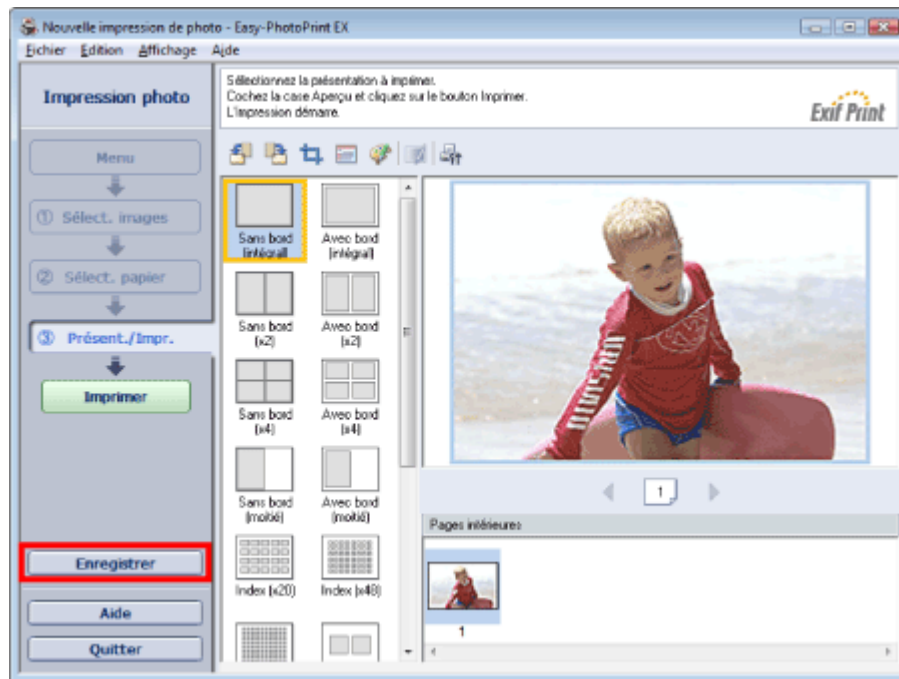 Nouvelle impression de photo - Easy-PhotoPrint EX
Fichier Edition Affichage Aide
Impression photo
Sélectionnez la présentation à imprimer.
Cochez la case Aperçu et cliquez sur le bouton Imprimer.
L'impression démarre.
Exif Print
Menu
① Sélect. images
② Sélect. papier
③ Présent./Impr.
Imprimer
Enregistrer
Aide
Quitter
Sans bord
(intégral)
Avec bord
(intégral)
Sans bord
(x2)
Avec bord
(x2)
Sans bord
(x4)
Avec bord
(x4)
Sans bord
(moitié)
Avec bord
(moitié)
Index (x20)
Index (x48)
1
Pages intérieures
1